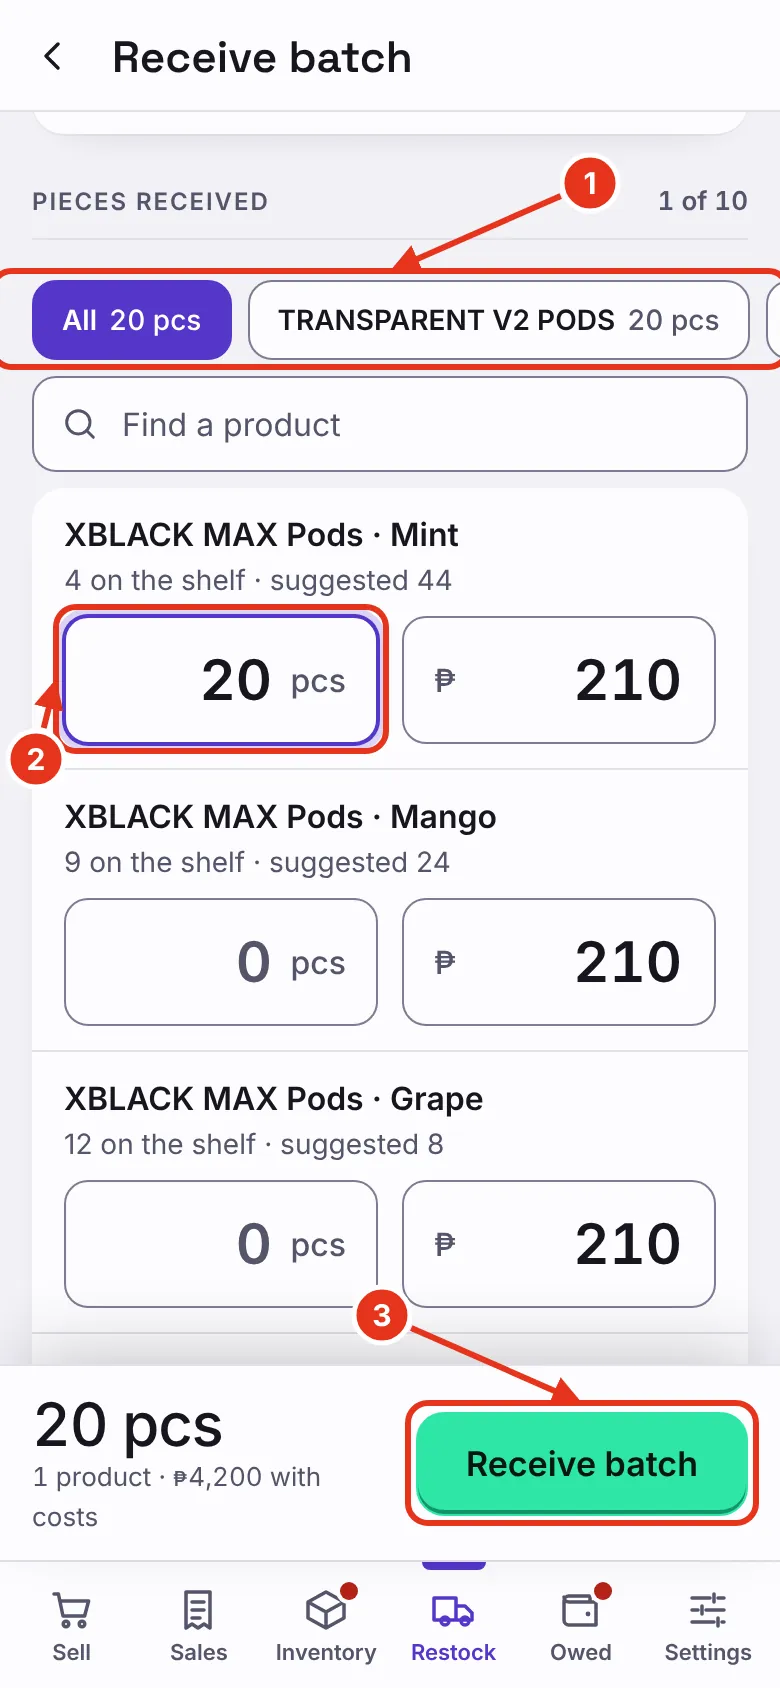 Receive batch
1
PIECES RECEIVED 1 of 10
All 20 pcs TRANSPARENT V2 PODS 20 pcs
Find a product
XBLACK MAX Pods · Mint
4 on the shelf · suggested 44
20 pcs ₱ 210
2
XBLACK MAX Pods · Mango
9 on the shelf · suggested 24
0 pcs ₱ 210
XBLACK MAX Pods · Grape
12 on the shelf · suggested 8
0 pcs ₱ 210
3
20 pcs
1 product · ₱4,200 with
costs
Receive batch
Sell Sales Inventory Restock Owed Settings